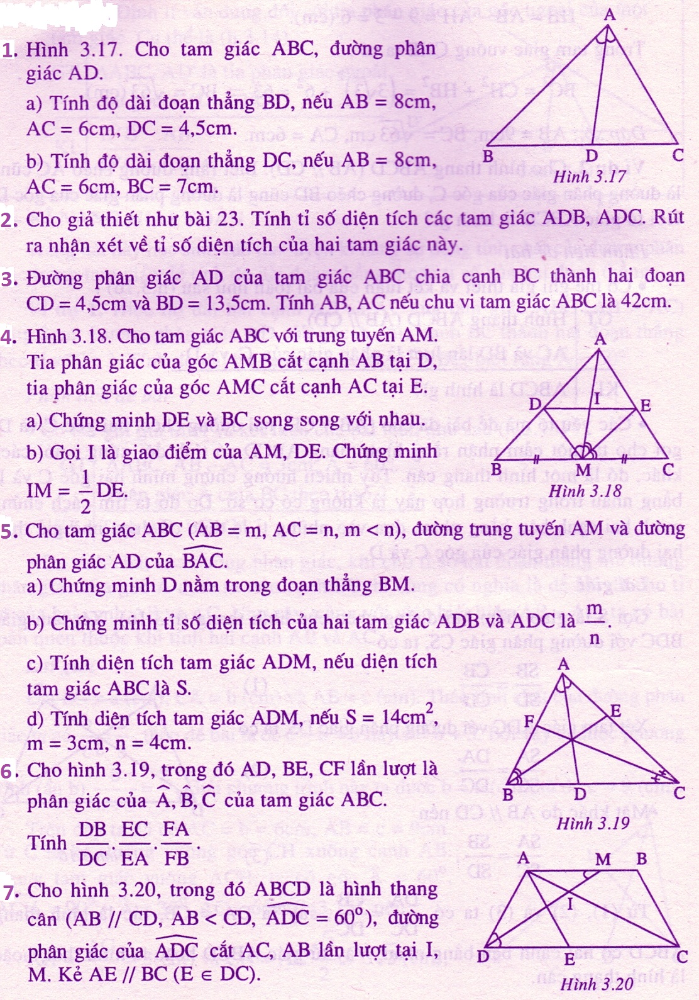 1. Hình 3.17. Cho tam giác ABC, đường phân
giác AD.
a) Tính độ dài đoạn thẳng BD, nếu AB = 8cm,
AC = 6cm, DC = 4,5cm.
b) Tính độ dài đoạn thẳng DC, nếu AB = 8cm,
AC = 6cm, BC = 7cm.
A
B D C
Hình 3.17
2. Cho giả thiết như bài 23. Tính tỉ số diện tích các tam giác ADB, ADC. Rút
ra nhận xét về tỉ số diện tích của hai tam giác này.
3. Đường phân giác AD của tam giác ABC chia cạnh BC thành hai đoạn
CD = 4,5cm và BD = 13,5cm. Tính AB, AC nếu chu vi tam giác ABC là 42cm.
4. Hình 3.18. Cho tam giác ABC với trung tuyến AM.
Tia phân giác của góc AMB cắt cạnh AB tại D,
tia phân giác của góc AMC cắt cạnh AC tại E.
a) Chứng minh DE và BC song song với nhau.
b) Gọi I là giao điểm của AM, DE. Chứng minh
IM = 1/2 DE.
A
D I E
B M C
Hình 3.18
5. Cho tam giác ABC (AB = m, AC = n, m < n), đường trung tuyến AM và đường
phân giác AD của BAC.
a) Chứng minh D nằm trong đoạn thẳng BM.
b) Chứng minh tỉ số diện tích của hai tam giác ADB và ADC là m/n.
c) Tính diện tích tam giác ADM, nếu diện tích
tam giác ABC là S.
d) Tính diện tích tam giác ADM, nếu S = 14cm²,
m = 3cm, n = 4cm.
6. Cho hình 3.19, trong đó AD, BE, CF lần lượt là
phân giác của Â, B̂, Ĉ của tam giác ABC.
Tính DB/DC . EC/EA . FA/FB .
A
F E
B D C
Hình 3.19
7. Cho hình 3.20, trong đó ABCD là hình thang
cân (AB // CD, AB < CD, ADC = 60⁰), đường
phân giác của ADC cắt AC, AB lần lượt tại I,
M. Kẻ AE // BC (E ∈ DC).
A M B
I
D E C
Hình 3.20